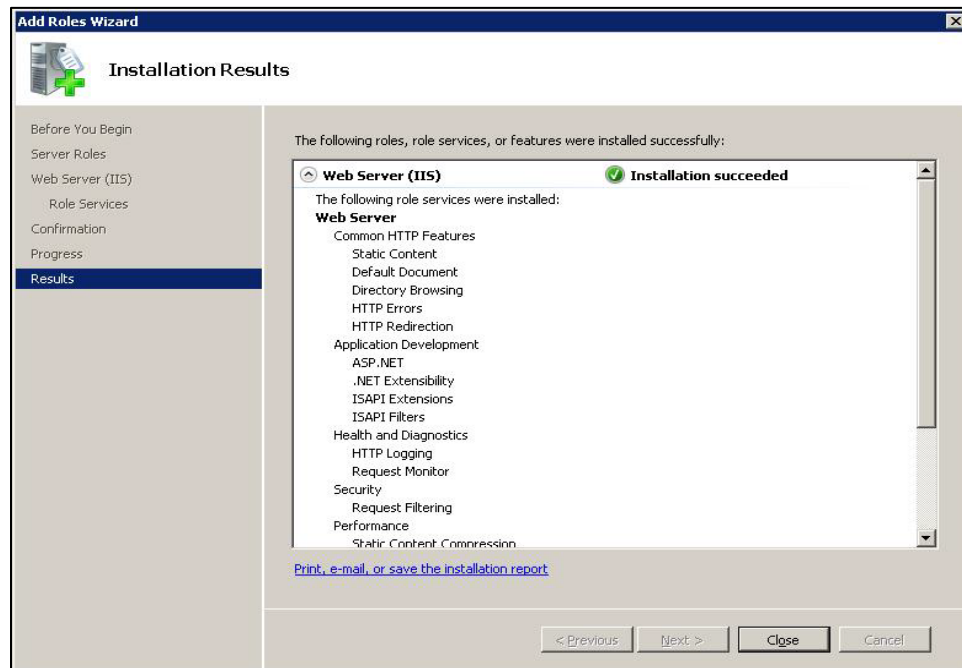 Add Roles Wizard
Installation Results
Before You Begin
Server Roles
Web Server (IIS)
Role Services
Confirmation
Progress
Results
The following roles, role services, or features were installed successfully:
Web Server (IIS) Installation succeeded
The following role services were installed:
Web Server
Common HTTP Features
Static Content
Default Document
Directory Browsing
HTTP Errors
HTTP Redirection
Application Development
ASP.NET
.NET Extensibility
ISAPI Extensions
ISAPI Filters
Health and Diagnostics
HTTP Logging
Request Monitor
Security
Request Filtering
Performance
Static Content Compression
Print, e-mail, or save the installation report
< Previous Next > Close Cancel